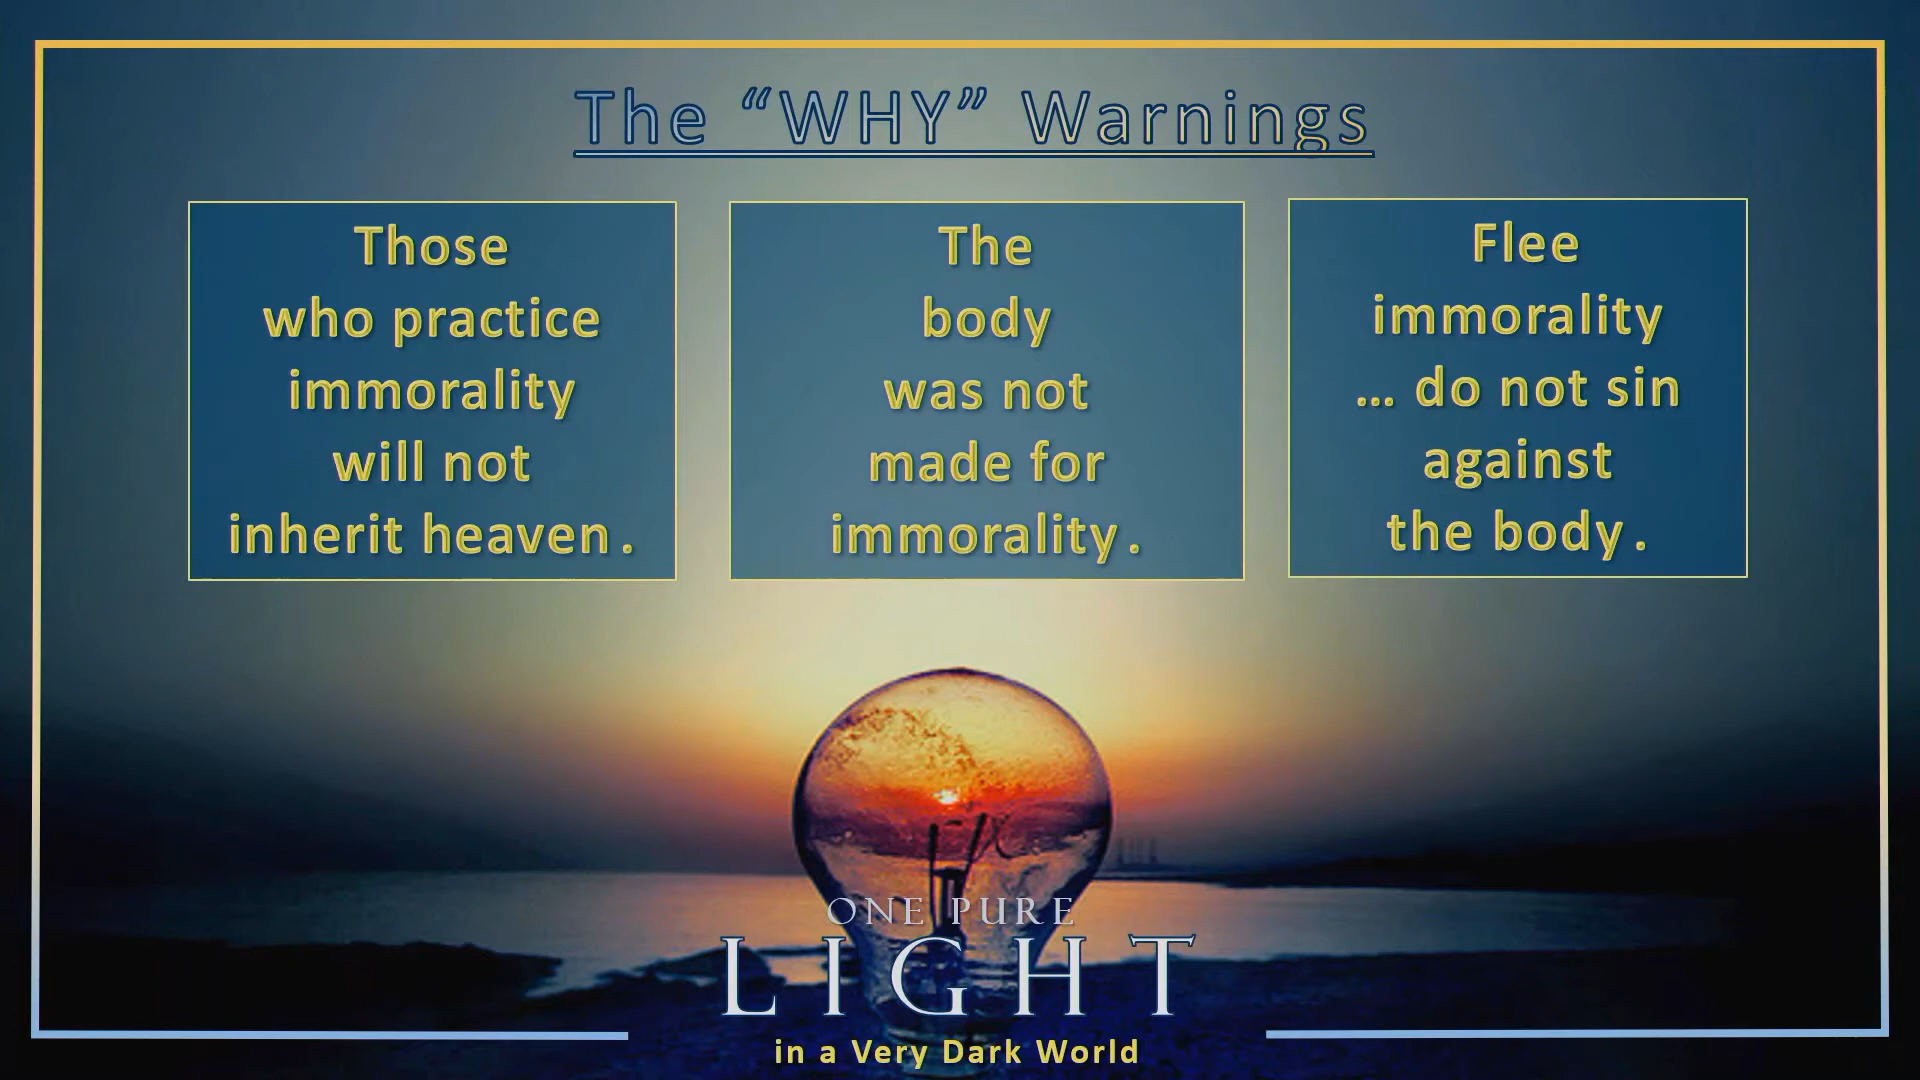 The “WHY” Warnings
Those
who practice
immorality
will not
inherit heaven.
The
body
was not
made for
immorality.
Flee
immorality
... do not sin
against
the body.
ONE PURE
LIGHT
in a Very Dark World